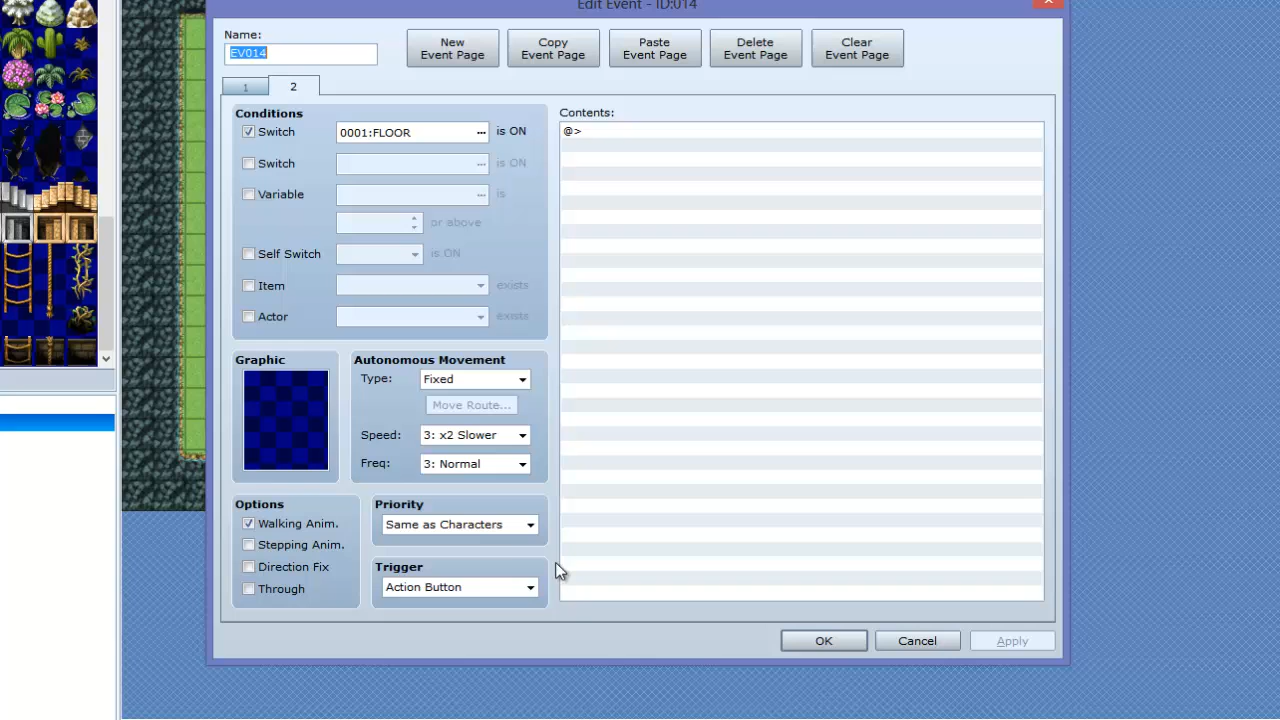 Edit Event - ID:014
Name:
EV014
New Event Page
Copy Event Page
Paste Event Page
Delete Event Page
Clear Event Page
1
2
Conditions
Switch 0001:FLOOR ... is ON
Switch ... is ON
Variable ... is
or above
Self Switch is ON
Item exists
Actor exists
Graphic
Autonomous Movement
Type: Fixed
Move Route...
Speed: 3: x2 Slower
Freq: 3: Normal
Options
Walking Anim.
Stepping Anim.
Direction Fix
Through
Priority
Same as Characters
Trigger
Action Button
Contents:
@>
OK
Cancel
Apply